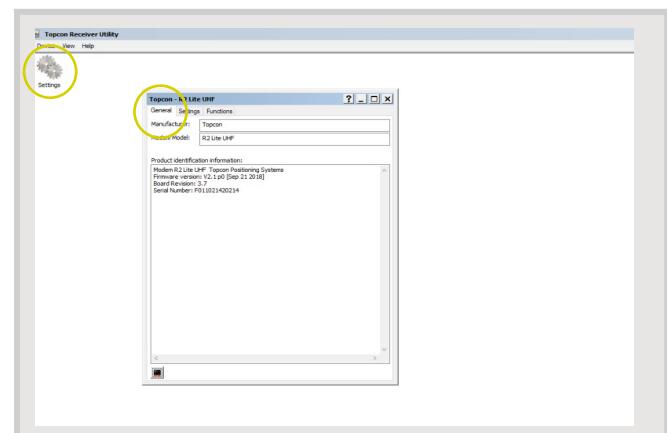 Topcon Receiver Utility
Device View Help
Settings
Topcon - R2 Lite UHF
General Settings Functions
Manufacturer: Topcon
Modem Model: R2 Lite UHF
Product identification information:
Modem R2 Lite UHF Topcon Positioning Systems
Firmware version: V2.1 p0 [Sep 21 2018]
Board Revision: 3.7
Serial Number: F011021420214